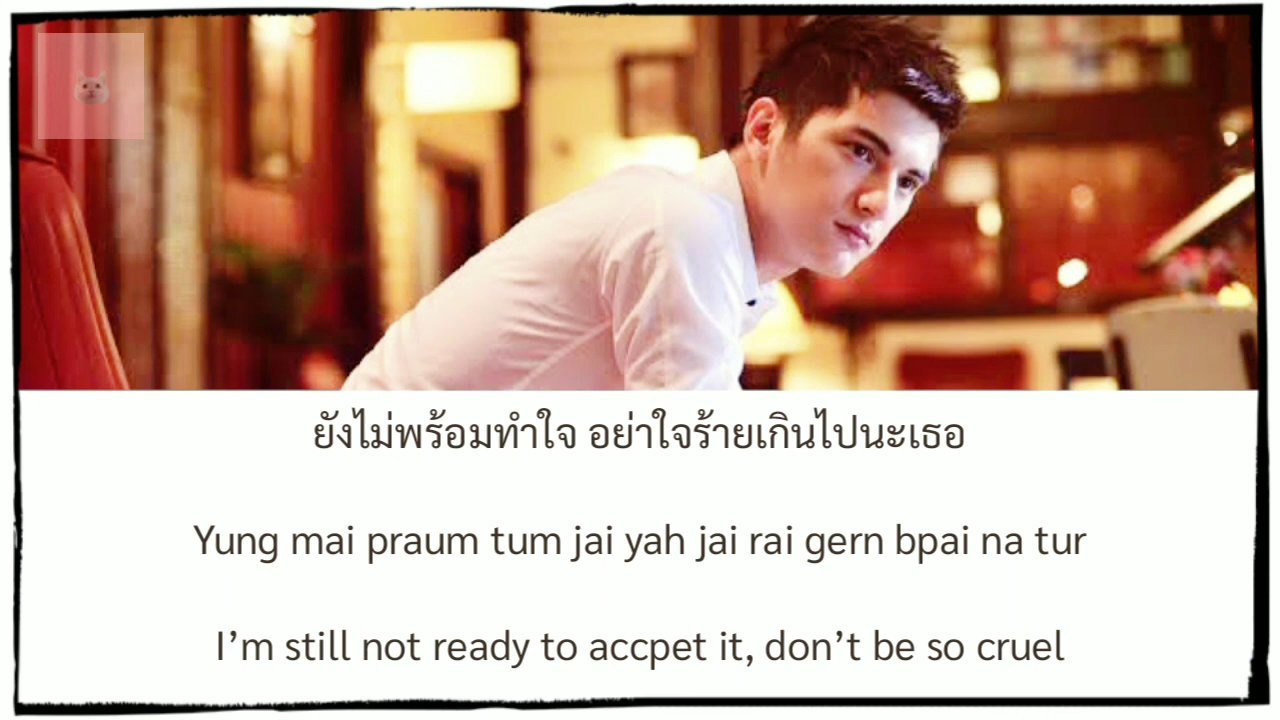 ยังไม่พร้อมทำใจ อย่าใจร้ายเกินไปนะเธอ
Yung mai praum tum jai yah jai rai gern bpai na tur
I’m still not ready to accpet it, don’t be so cruel